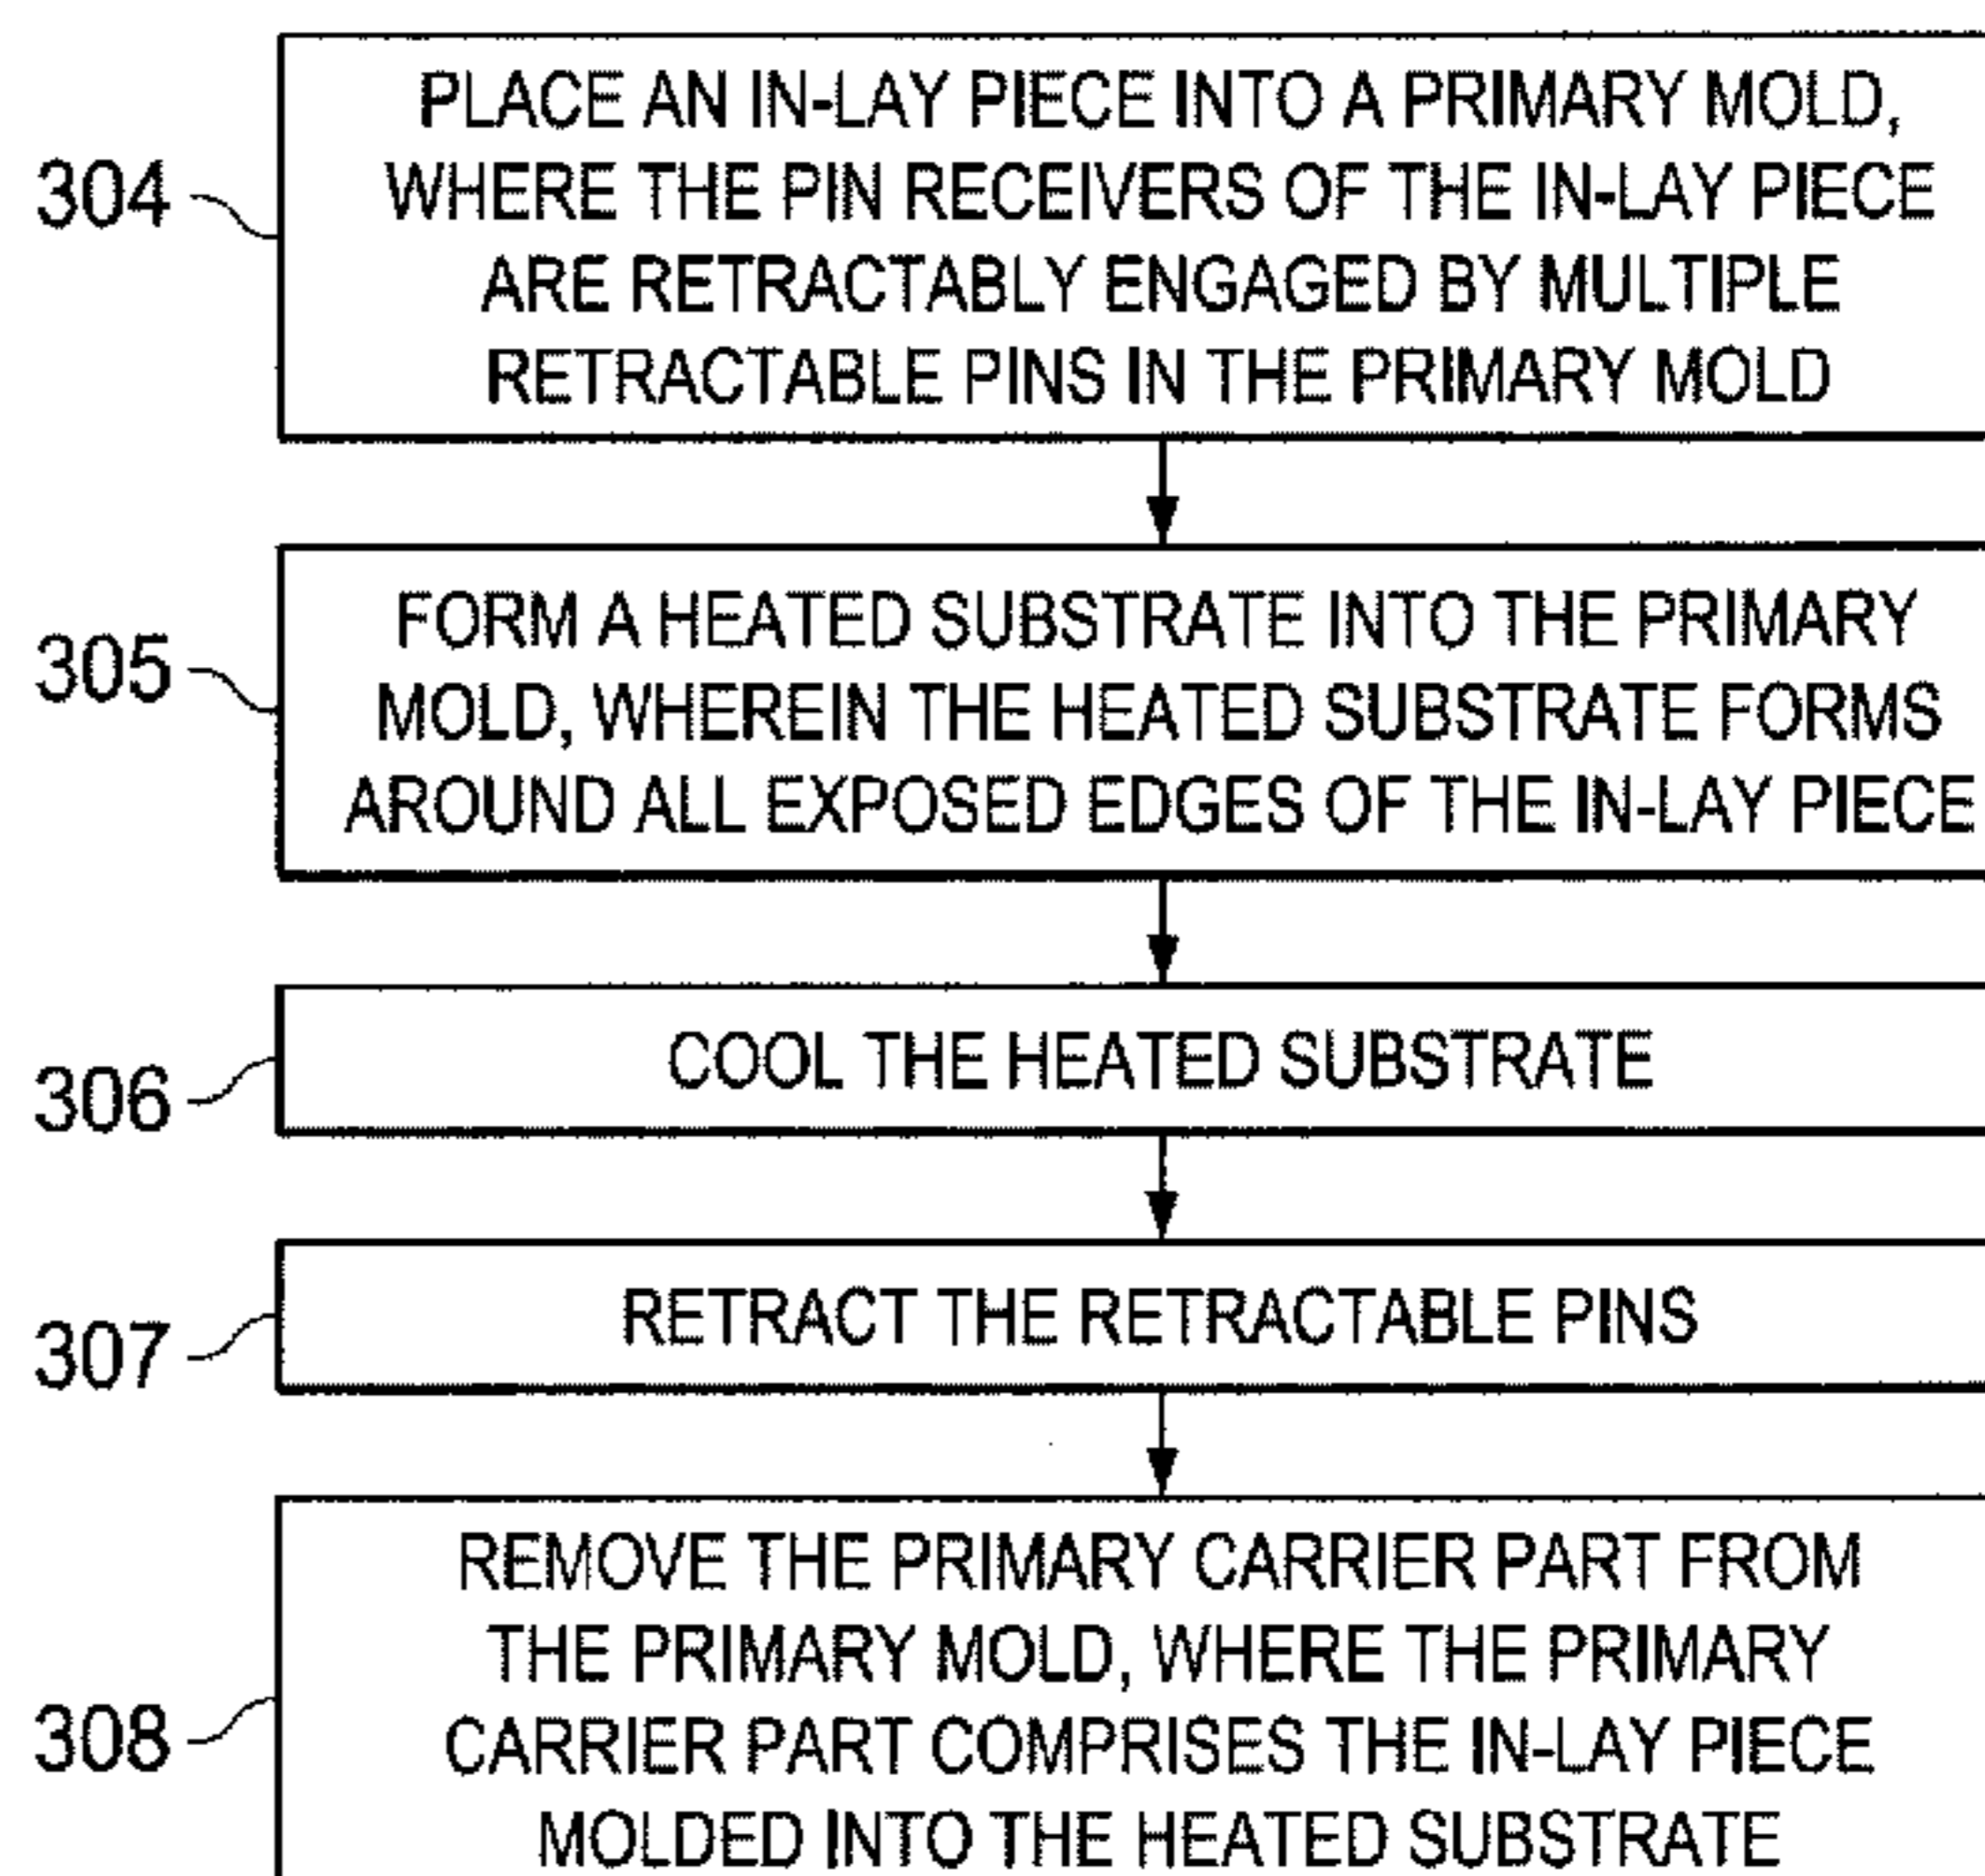 304
PLACE AN IN-LAY PIECE INTO A PRIMARY MOLD,
WHERE THE PIN RECEIVERS OF THE IN-LAY PIECE
ARE RETRACTABLY ENGAGED BY MULTIPLE
RETRACTABLE PINS IN THE PRIMARY MOLD
305
FORM A HEATED SUBSTRATE INTO THE PRIMARY
MOLD, WHEREIN THE HEATED SUBSTRATE FORMS
AROUND ALL EXPOSED EDGES OF THE IN-LAY PIECE
306
COOL THE HEATED SUBSTRATE
307
RETRACT THE RETRACTABLE PINS
308
REMOVE THE PRIMARY CARRIER PART FROM
THE PRIMARY MOLD, WHERE THE PRIMARY
CARRIER PART COMPRISES THE IN-LAY PIECE
MOLDED INTO THE HEATED SUBSTRATE